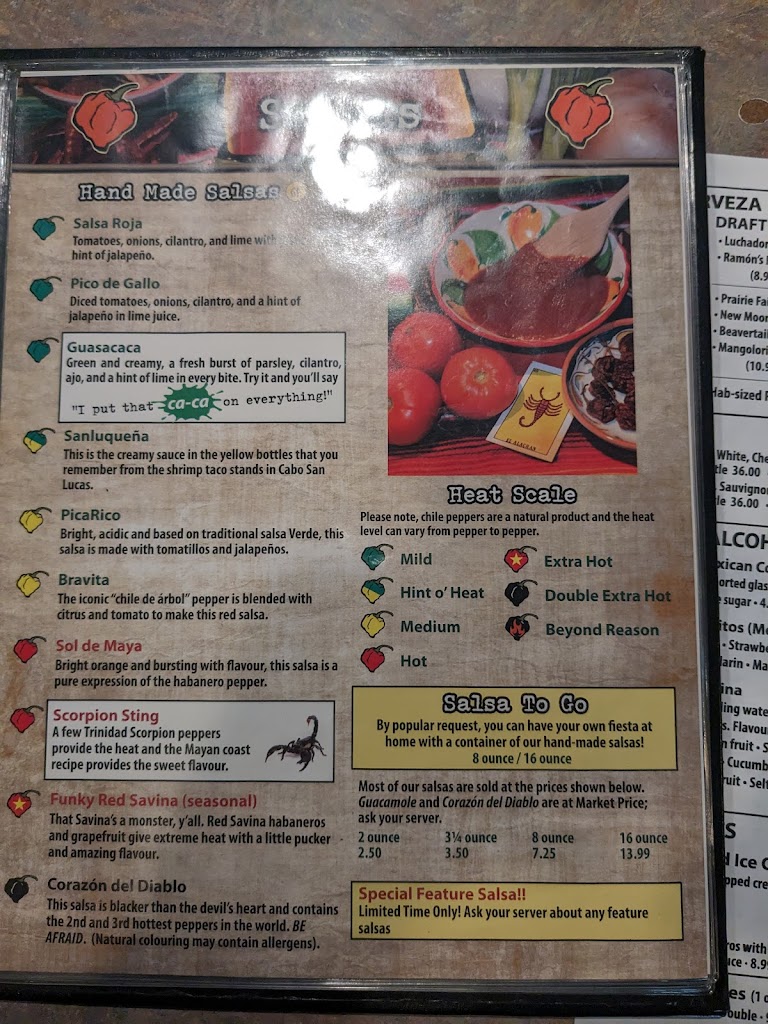 Hand Made Salsas
Salsa Roja
Tomatoes, onions, cilantro, and lime with
hint of jalapeño.
Pico de Gallo
Diced tomatoes, onions, cilantro, and a hint of
jalapeño in lime juice.
Guasacaca
Green and creamy, a fresh burst of parsley, cilantro,
ajo, and a hint of lime in every bite. Try it and you'll say
"I put that ca-ca on everything!"
Sanluqueña
This is the creamy sauce in the yellow bottles that you
remember from the shrimp taco stands in Cabo San
Lucas.
PicaRico
Bright, acidic and based on traditional salsa Verde, this
salsa is made with tomatillos and jalapeños.
Bravita
The iconic "chile de árbol" pepper is blended with
citrus and tomato to make this red salsa.
Sol de Maya
Bright orange and bursting with flavour, this salsa is a
pure expression of the habanero pepper.
Scorpion Sting
A few Trinidad Scorpion peppers
provide the heat and the Mayan coast
recipe provides the sweet flavour.
Funky Red Savina (seasonal)
That Savina's a monster, y'all. Red Savina habaneros
and grapefruit give extreme heat with a little pucker
and amazing flavour.
Corazón del Diablo
This salsa is blacker than the devil's heart and contains
the 2nd and 3rd hottest peppers in the world. BE
AFRAID. (Natural colouring may contain allergens).
EL ALACRAN
Heat Scale
Please note, chile peppers are a natural product and the heat
level can vary from pepper to pepper.
Mild
Hint o' Heat
Medium
Hot
Extra Hot
Double Extra Hot
Beyond Reason
Salsa To Go
By popular request, you can have your own fiesta at
home with a container of our hand-made salsas!
8 ounce / 16 ounce
Most of our salsas are sold at the prices shown below.
Guacamole and Corazón del Diablo are at Market Price;
ask your server.
2 ounce 3¼ ounce 8 ounce 16 ounce
2.50 3.50 7.25 13.99
Special Feature Salsa!!
Limited Time Only! Ask your server about any feature
salsas
DRAFT
• Luchador
• Ramón's
(8.9
• Prairie
• New Moon
• Beavertail
• Mangolori
(10.9
White,
36.00
Sauvignon
36.00
sugar • 4.
fruit •